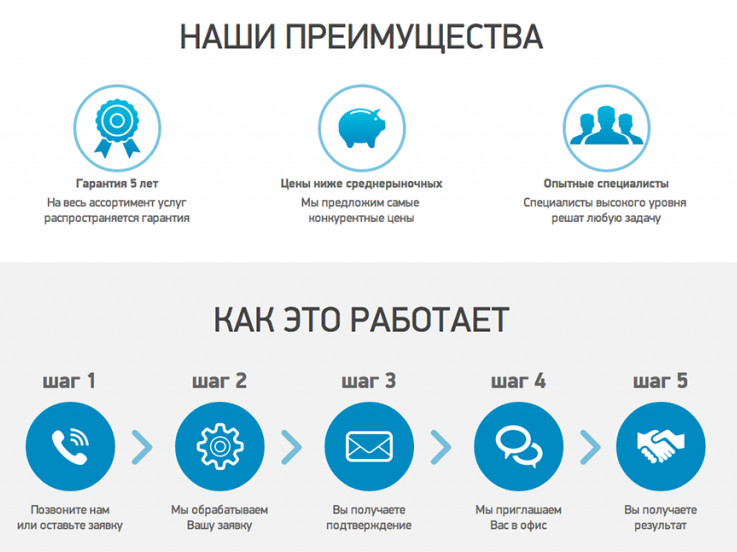 НАШИ ПРЕИМУЩЕСТВА
Гарантия 5 лет
На весь ассортимент услуг
распространяется гарантия
Цены ниже среднерыночных
Мы предложим самые
конкурентные цены
Опытные специалисты
Специалисты высокого уровня
решат любую задачу
КАК ЭТО РАБОТАЕТ
шаг 1
Позвоните нам
или оставьте заявку
шаг 2
Мы обрабатываем
Вашу заявку
шаг 3
Вы получаете
подтверждение
шаг 4
Мы приглашаем
Вас в офис
шаг 5
Вы получаете
результат